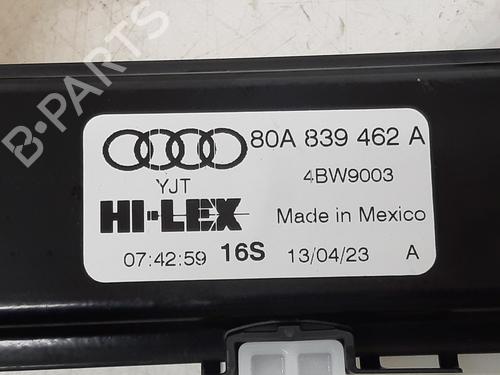 B-PARTS
80A 839 462 A
YJT
4BW9003
HI-LEX
Made in Mexico
07:42:59 16S 13/04/23 A